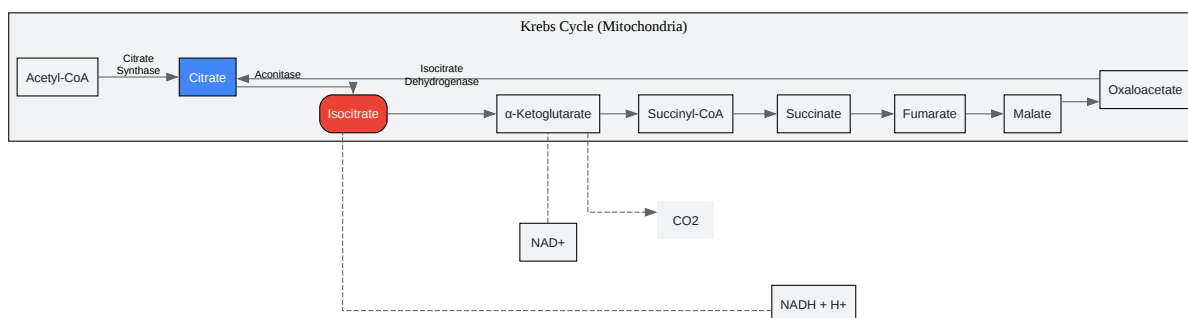 Krebs Cycle (Mitochondria)
Acetyl-CoA
Citrate
Synthase
Citrate
Aconitase
Isocitrate
Isocitrate
Dehydrogenase
α-Ketoglutarate
Succinyl-CoA
Succinate
Fumarate
Malate
Oxaloacetate
CO2
NAD+
NADH + H+